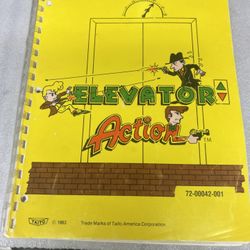 ELEVATOR
Action
TM
72-00042-001
TAITO
© 1983
Trade Marks of Taito America Corporation